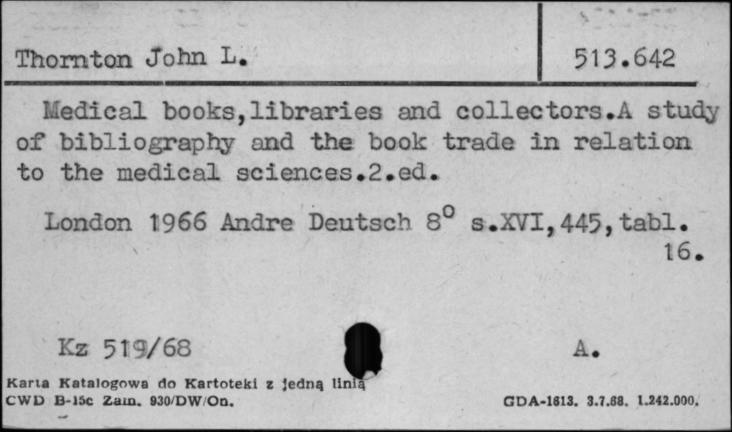 Thornton John L.
513.642
Medical books,libraries and collectors.A study
of bibliography and the book trade in relation
to the medical sciences.2.ed.
London 1966 Andre Deutsch 8° s.XVI,445,tabl.
16.
Kz 519/68
A.
Karta Katalogowa do Kartoteki z jedną linią
CWD B-15c Zam. 930/DW/On.
GDA-1613. 3.7.68. 1.242.000.